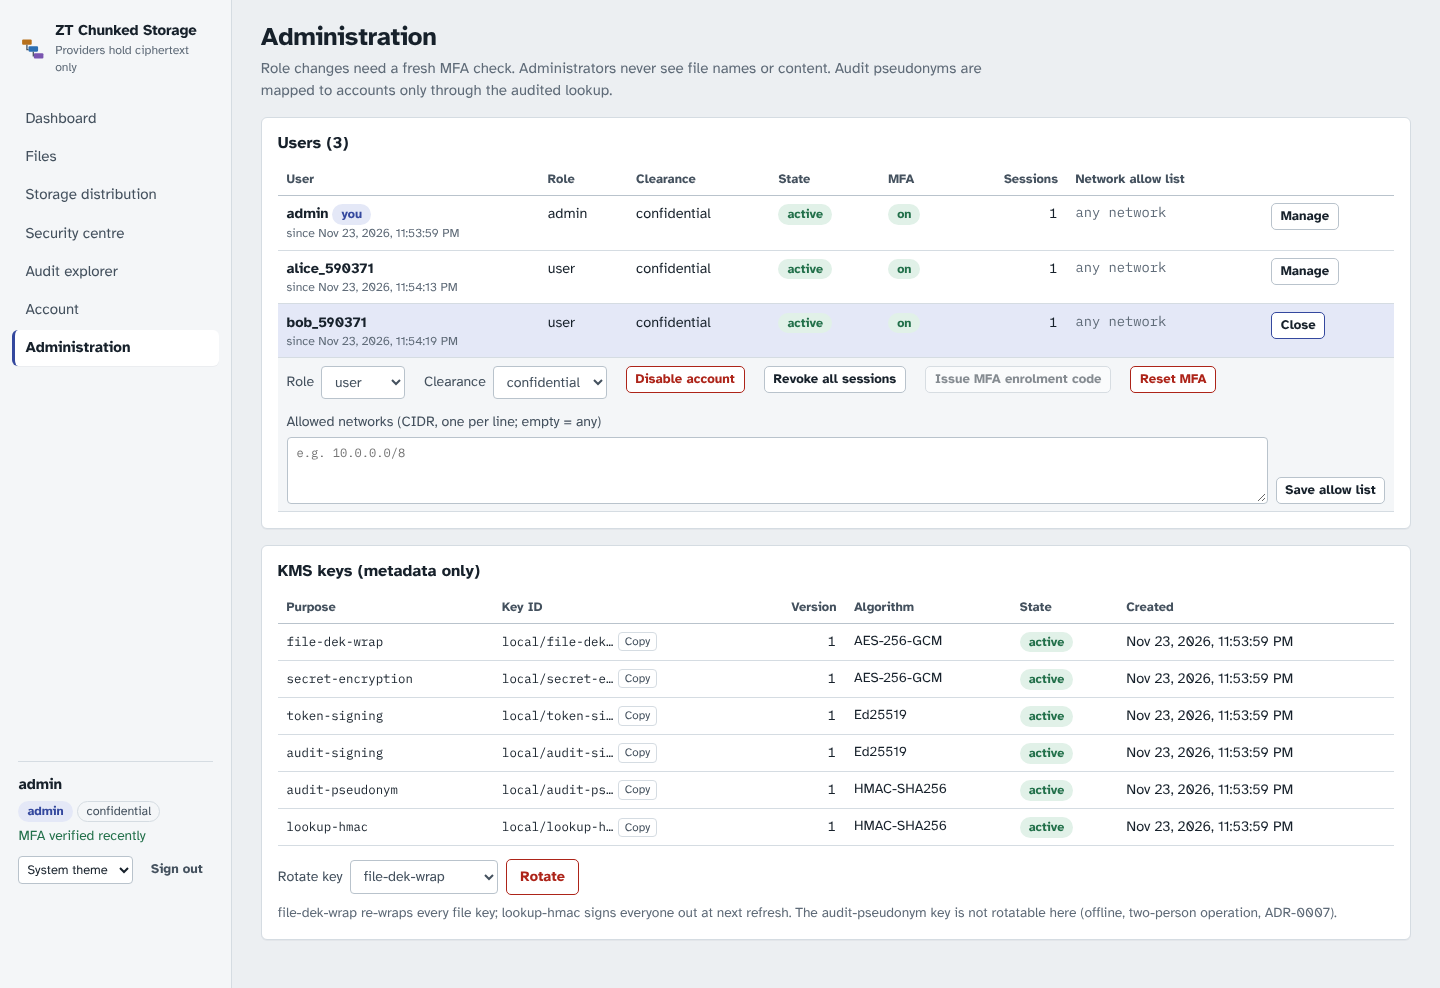 ZT Chunked Storage
Providers hold ciphertext
only
Dashboard
Files
Storage distribution
Security centre
Audit explorer
Account
Administration
admin
admin confidential
MFA verified recently
System theme Sign out
Administration
Role changes need a fresh MFA check. Administrators never see file names or content. Audit pseudonyms are
mapped to accounts only through the audited lookup.
Users (3)
User Role Clearance State MFA Sessions Network allow list
admin you admin confidential active on 1 any network Manage
since Nov 23, 2026, 11:53:59 PM
alice_590371 user confidential active on 1 any network Manage
since Nov 23, 2026, 11:54:13 PM
bob_590371 user confidential active on 1 any network Close
since Nov 23, 2026, 11:54:19 PM
Role user Clearance confidential Disable account Revoke all sessions Issue MFA enrolment code Reset MFA
Allowed networks (CIDR, one per line; empty = any)
e.g. 10.0.0.0/8
Save allow list
KMS keys (metadata only)
Purpose Key ID Version Algorithm State Created
file-dek-wrap local/file-dek… Copy 1 AES-256-GCM active Nov 23, 2026, 11:53:59 PM
secret-encryption local/secret-e… Copy 1 AES-256-GCM active Nov 23, 2026, 11:53:59 PM
token-signing local/token-si… Copy 1 Ed25519 active Nov 23, 2026, 11:53:59 PM
audit-signing local/audit-si… Copy 1 Ed25519 active Nov 23, 2026, 11:53:59 PM
audit-pseudonym local/audit-ps… Copy 1 HMAC-SHA256 active Nov 23, 2026, 11:53:59 PM
lookup-hmac local/lookup-h… Copy 1 HMAC-SHA256 active Nov 23, 2026, 11:53:59 PM
Rotate key file-dek-wrap Rotate
file-dek-wrap re-wraps every file key; lookup-hmac signs everyone out at next refresh. The audit-pseudonym key is not rotatable here (offline, two-person operation, ADR-0007).